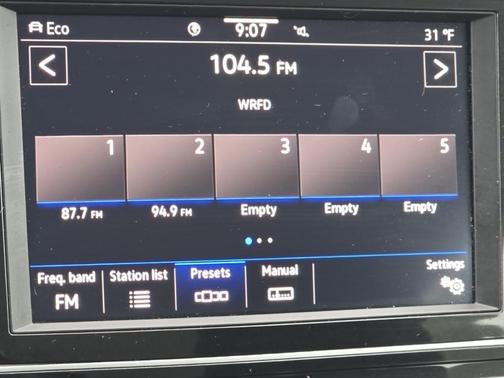 Eco 9:07 31 °F
104.5 FM
WRFD
1 2 3 4 5
87.7 FM 94.9 FM Empty Empty Empty
Freq. band Station list Presets Manual Settings
FM